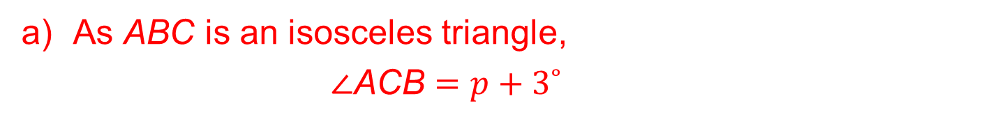 a) As ABC is an isosceles triangle,
∠ACB = p + 3°